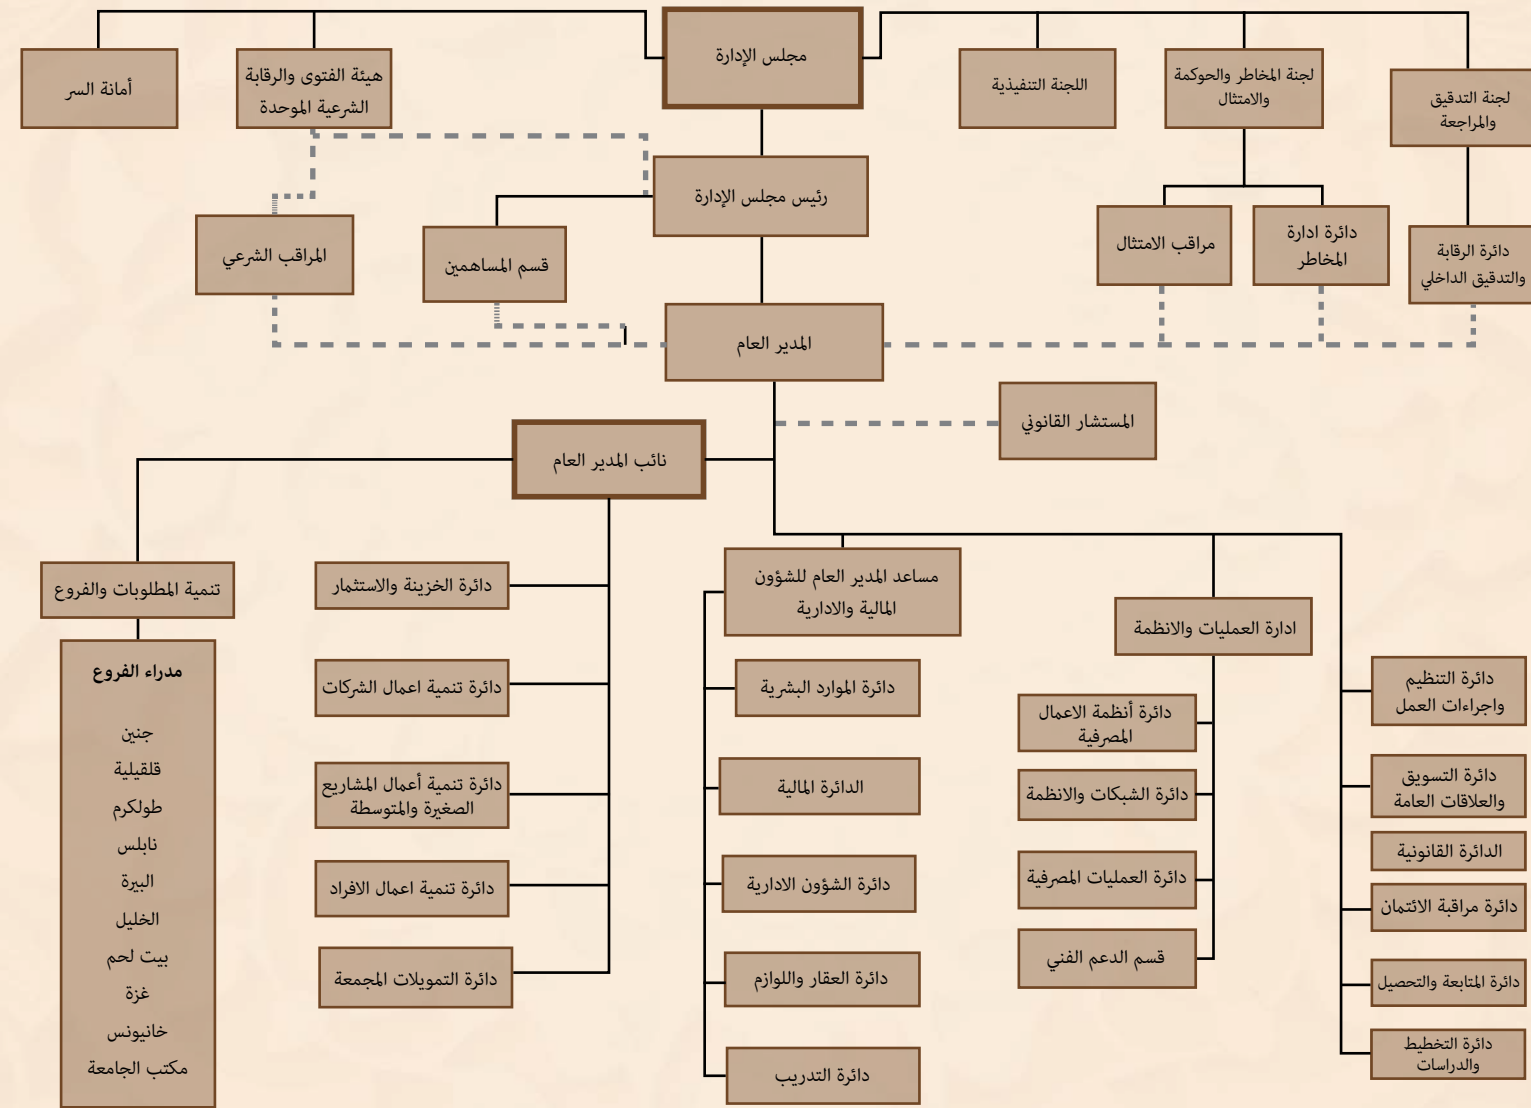 مجلس الإدارة
لجنة التدقيق
والمراجعة
لجنة المخاطر والحوكمة
والامتثال
اللجنة التنفيذية
هيئة الفتوى والرقابة
الشرعية الموحدة
أمانة السر
رئيس مجلس الإدارة
دائرة الرقابة
والتدقيق الداخلي
دائرة ادارة
المخاطر
مراقب الامتثال
قسم المساهمين
المراقب الشرعي
المدير العام
المستشار القانوني
نائب المدير العام
دائرة التنظيم
واجراءات العمل
دائرة التسويق
والعلاقات العامة
الدائرة القانونية
دائرة مراقبة الائتمان
دائرة المتابعة والتحصيل
دائرة التخطيط
والدراسات
ادارة العمليات والانظمة
دائرة أنظمة الاعمال
المصرفية
دائرة الشبكات والانظمة
دائرة العمليات المصرفية
قسم الدعم الفني
مساعد المدير العام للشؤون
المالية والادارية
دائرة الموارد البشرية
الدائرة المالية
دائرة الشؤون الادارية
دائرة العقار واللوازم
دائرة التدريب
دائرة الخزينة والاستثمار
دائرة تنمية اعمال الشركات
دائرة تنمية أعمال المشاريع
الصغيرة والمتوسطة
دائرة تنمية اعمال الافراد
دائرة التمويلات المجمعة
تنمية المطلوبات والفروع
مدراء الفروع
جنين
قلقيلية
طولكرم
نابلس
البيرة
الخليل
بيت لحم
غزة
خانيونس
مكتب الجامعة